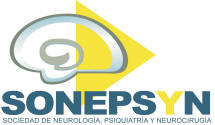 SONEPSYN
SOCIEDAD DE NEUROLOGÍA, PSIQUIATRÍA Y NEUROCIRUGÍA